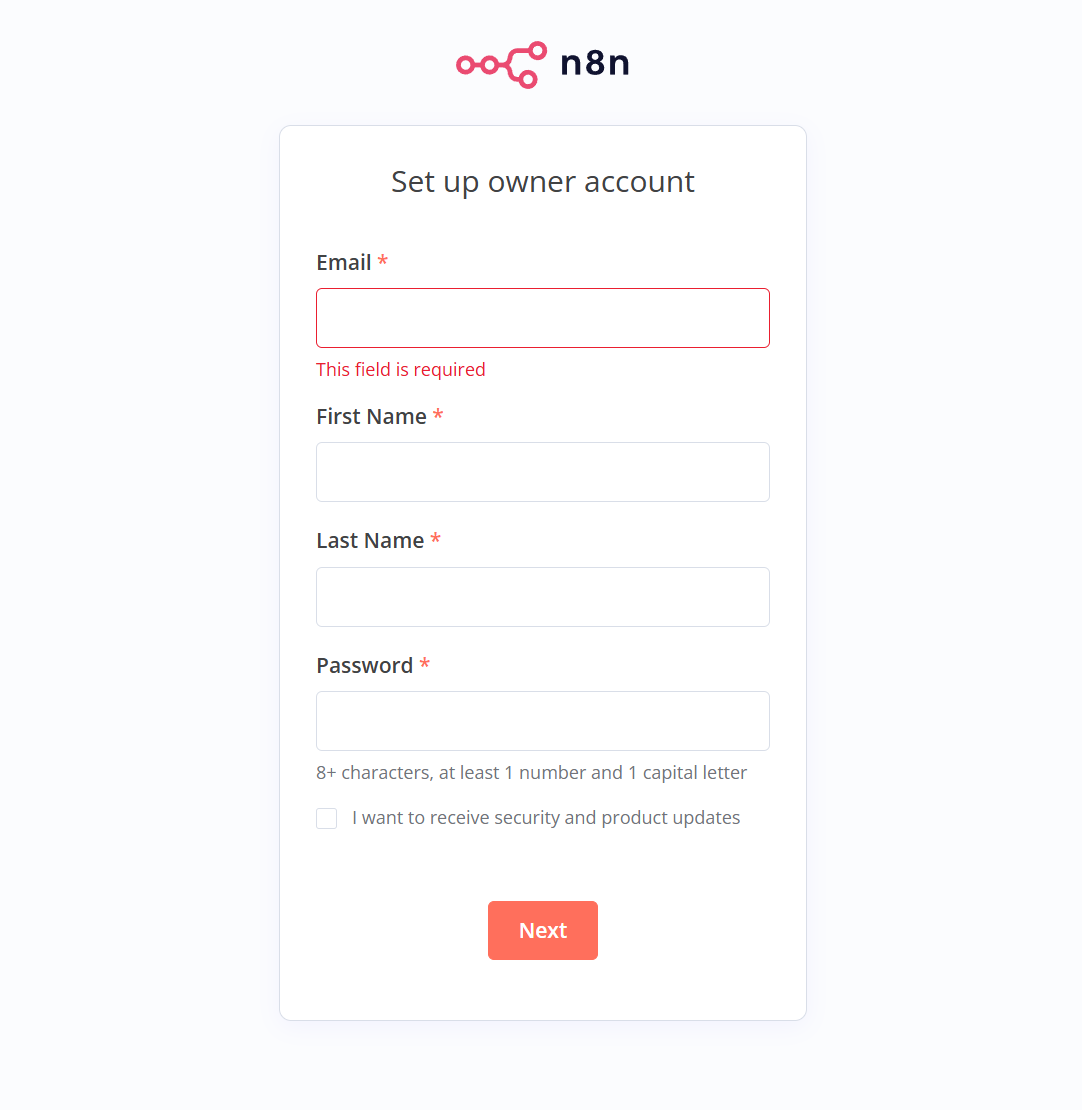 n8n
Set up owner account
Email *
This field is required
First Name *
Last Name *
Password *
8+ characters, at least 1 number and 1 capital letter
I want to receive security and product updates
Next